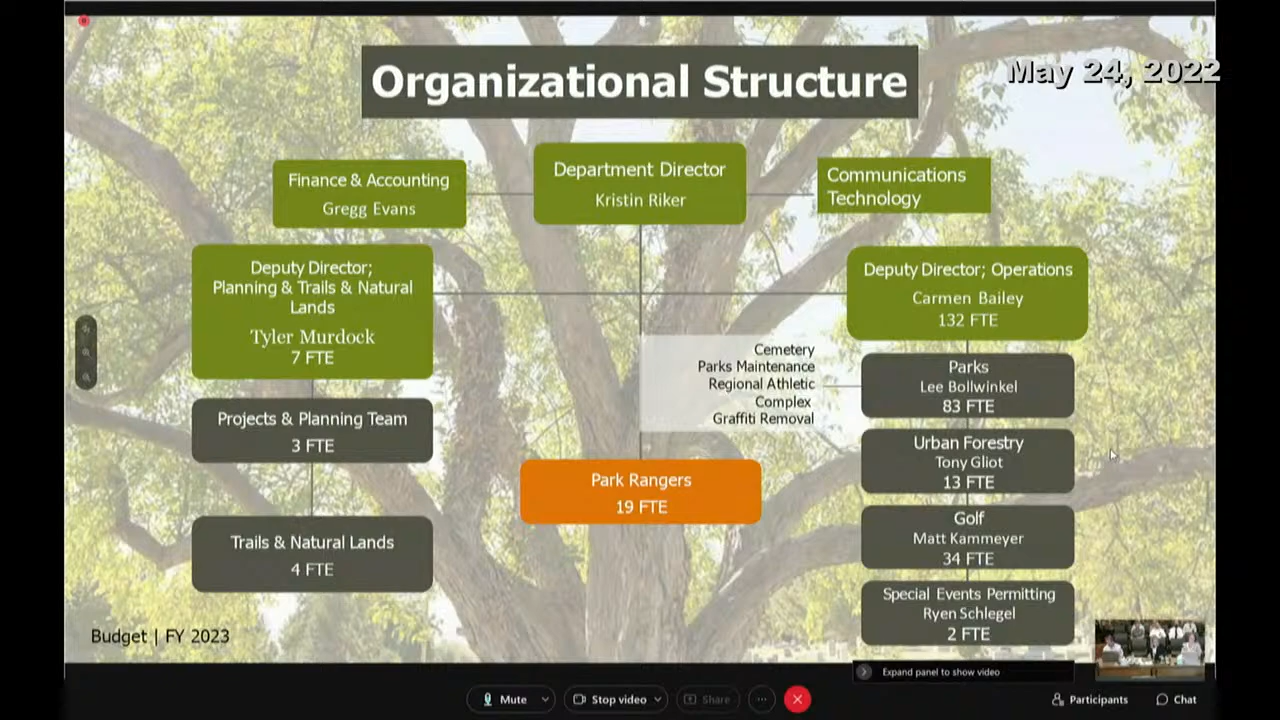 Organizational Structure
May 24, 2022
Finance & Accounting
Gregg Evans
Department Director
Kristin Riker
Communications
Technology
Deputy Director;
Planning & Trails & Natural
Lands
Tyler Murdock
7 FTE
Projects & Planning Team
3 FTE
Trails & Natural Lands
4 FTE
Cemetery
Parks Maintenance
Regional Athletic
Complex
Graffiti Removal
Park Rangers
19 FTE
Deputy Director; Operations
Carmen Bailey
132 FTE
Parks
Lee Bollwinkel
83 FTE
Urban Forestry
Tony Gliot
13 FTE
Golf
Matt Kammeyer
34 FTE
Special Events Permitting
Ryen Schlegel
2 FTE
Budget | FY 2023
Expand panel to show video
Mute
Stop video
Share
Participants
Chat